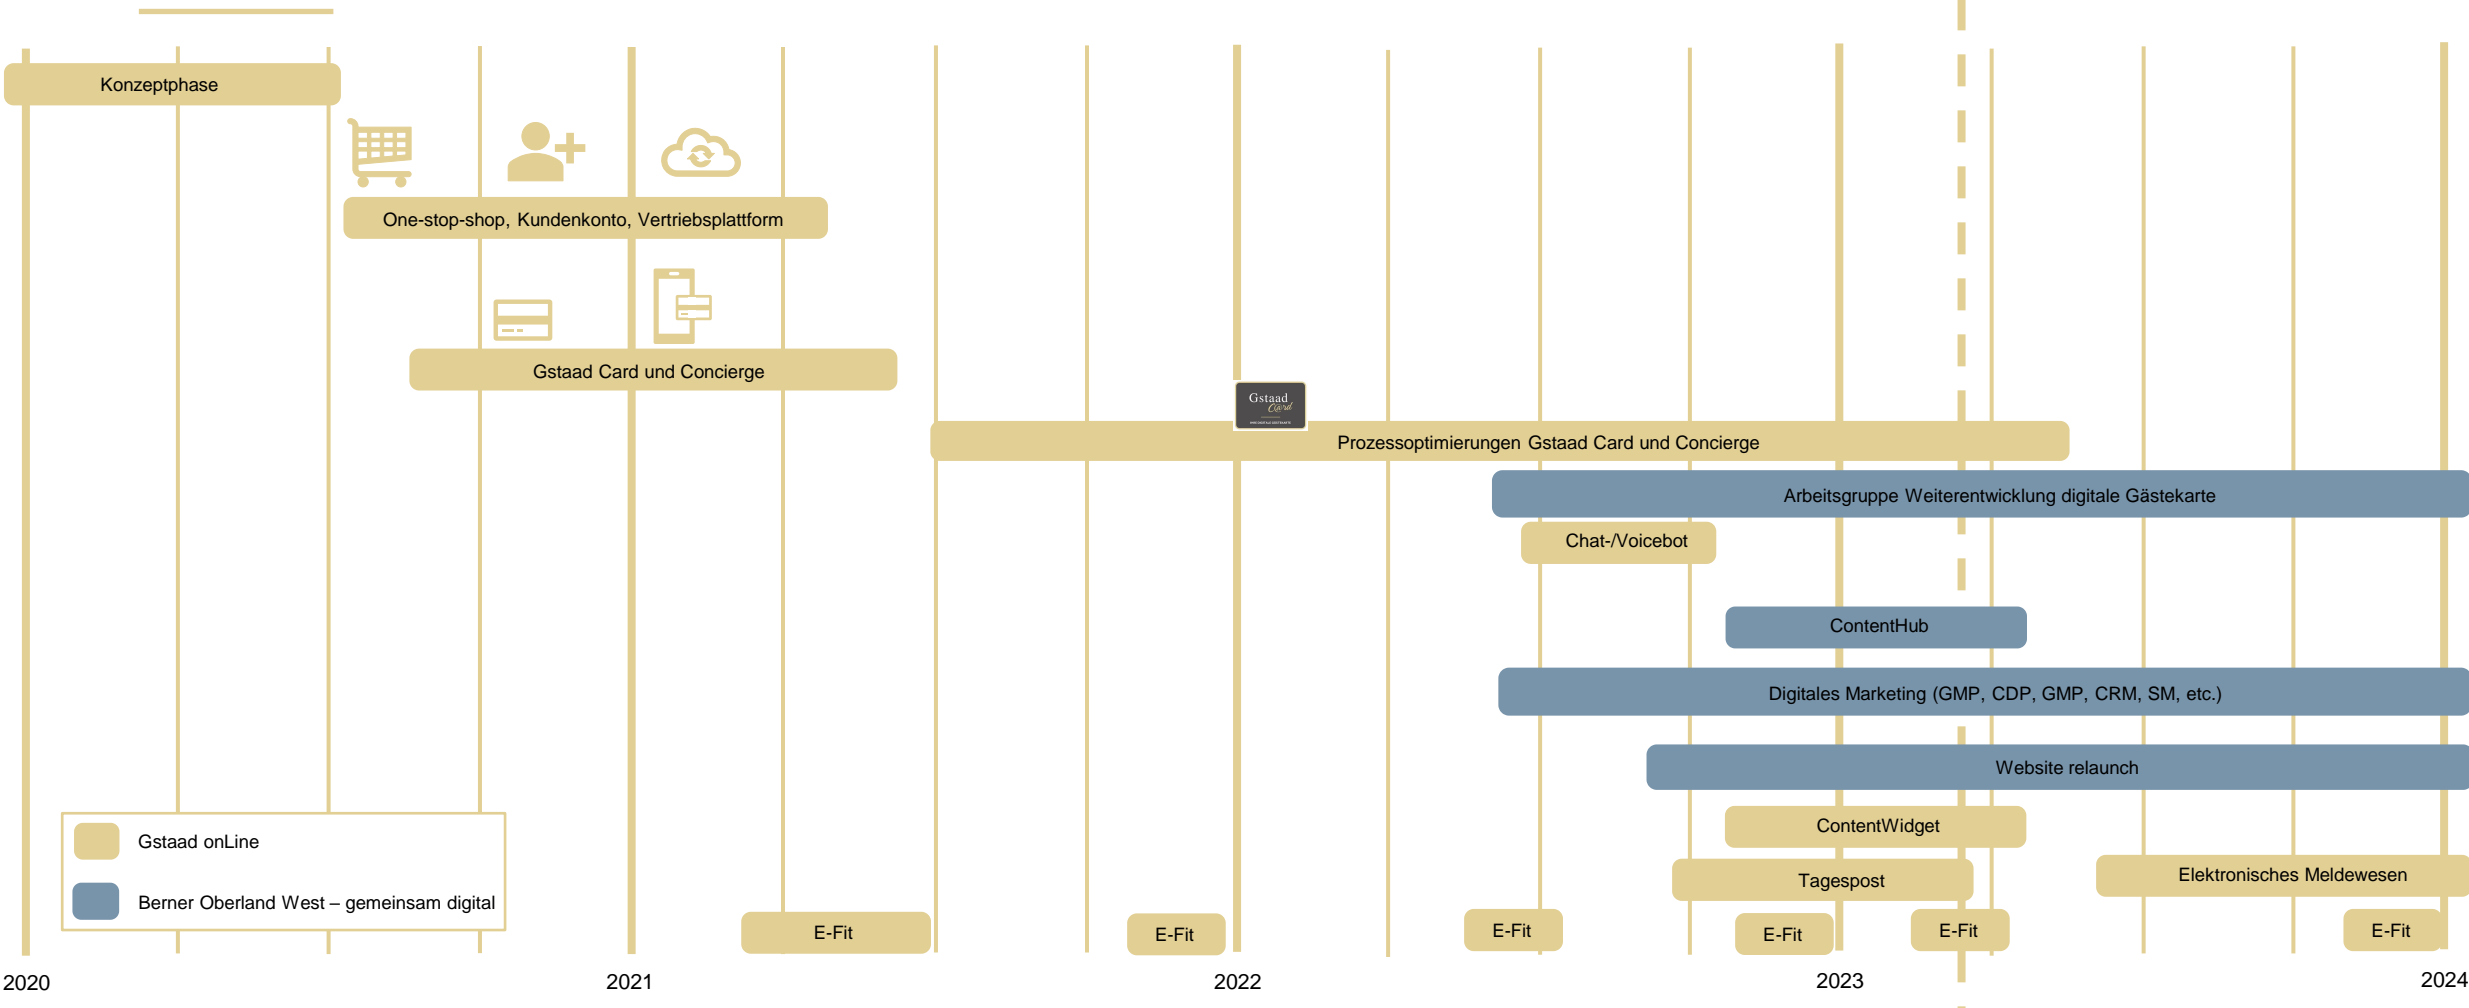 Konzeptphase
One-stop-shop, Kundenkonto, Vertriebsplattform
Gstaad Card und Concierge
Gstaad
Card
Prozessoptimierungen Gstaad Card und Concierge
Arbeitsgruppe Weiterentwicklung digitale Gästekarte
Chat-/Voicebot
ContentHub
Digitales Marketing (GMP, CDP, GMP, CRM, SM, etc.)
Website relaunch
ContentWidget
Tagespost
Elektronisches Meldewesen
Gstaad onLine
Berner Oberland West – gemeinsam digital
E-Fit
E-Fit
E-Fit
E-Fit
E-Fit
E-Fit
2020
2021
2022
2023
2024